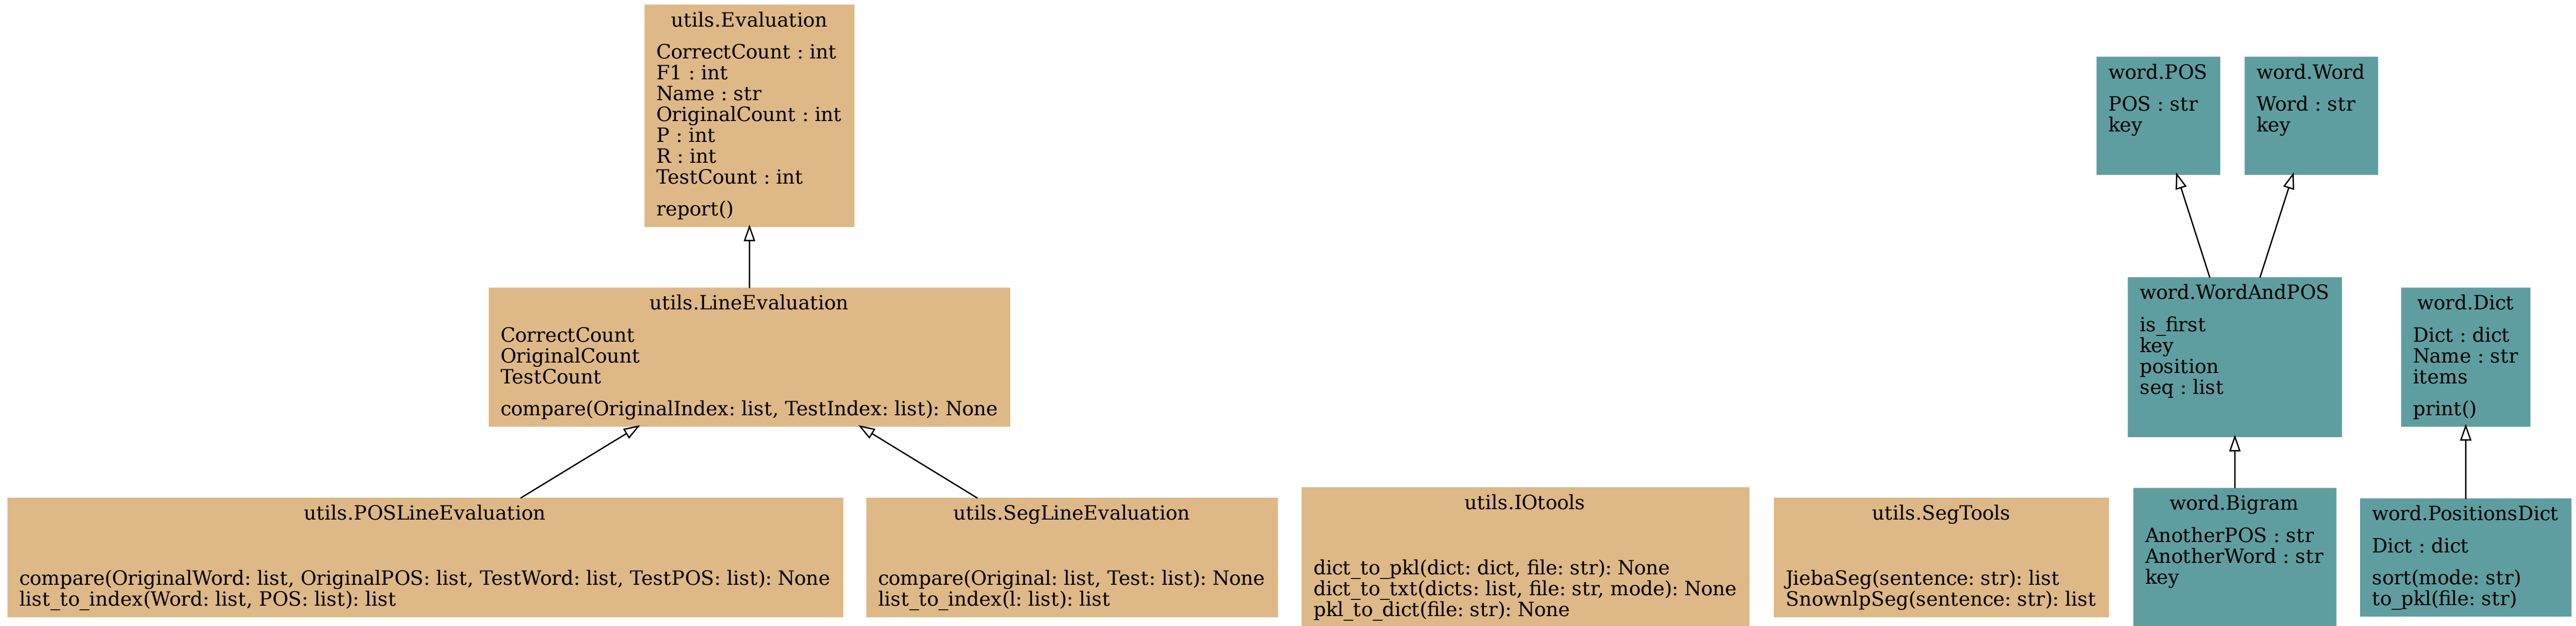 utils.Evaluation
CorrectCount : int
F1 : int
Name : str
OriginalCount : int
P : int
R : int
TestCount : int
report()
word.POS
POS : str
key
word.Word
Word : str
key
utils.LineEvaluation
CorrectCount
OriginalCount
TestCount
compare(OriginalIndex: list, TestIndex: list): None
word.WordAndPOS
is_first
key
position
seq : list
word.Dict
Dict : dict
Name : str
items
print()
utils.POSLineEvaluation
compare(OriginalWord: list, OriginalPOS: list, TestWord: list, TestPOS: list): None
list_to_index(Word: list, POS: list): list
utils.SegLineEvaluation
compare(Original: list, Test: list): None
list_to_index(l: list): list
utils.IOtools
dict_to_pkl(dict: dict, file: str): None
dict_to_txt(dicts: list, file: str, mode): None
pkl_to_dict(file: str): None
utils.SegTools
JiebaSeg(sentence: str): list
SnownlpSeg(sentence: str): list
word.Bigram
AnotherPOS : str
AnotherWord : str
key
word.PositionsDict
Dict : dict
sort(mode: str)
to_pkl(file: str)